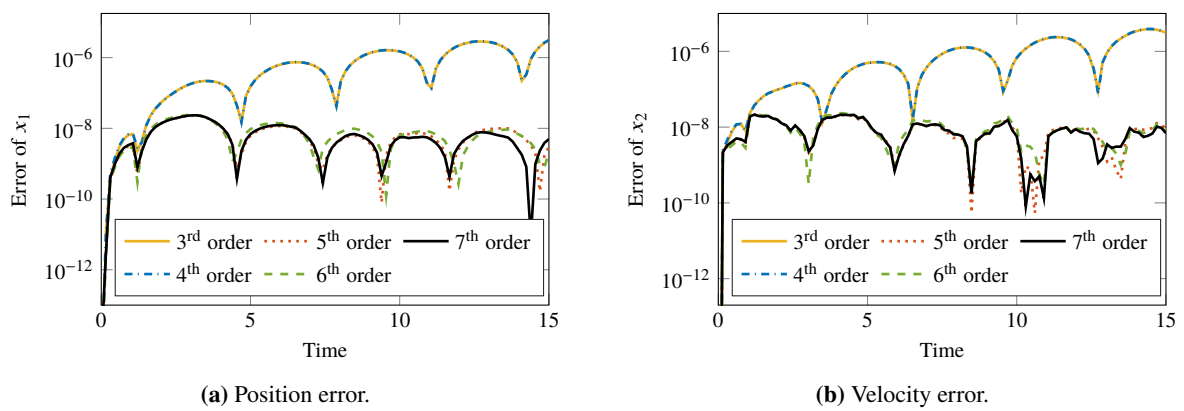 10⁻⁶
10⁻⁸
10⁻¹⁰
10⁻¹²
Error of x₁
3ʳᵈ order 5ᵗʰ order 7ᵗʰ order
4ᵗʰ order 6ᵗʰ order
0 5 10 15
Time
(a) Position error.
10⁻⁶
10⁻⁸
10⁻¹⁰
10⁻¹²
Error of x₂
3ʳᵈ order 5ᵗʰ order 7ᵗʰ order
4ᵗʰ order 6ᵗʰ order
0 5 10 15
Time
(b) Velocity error.